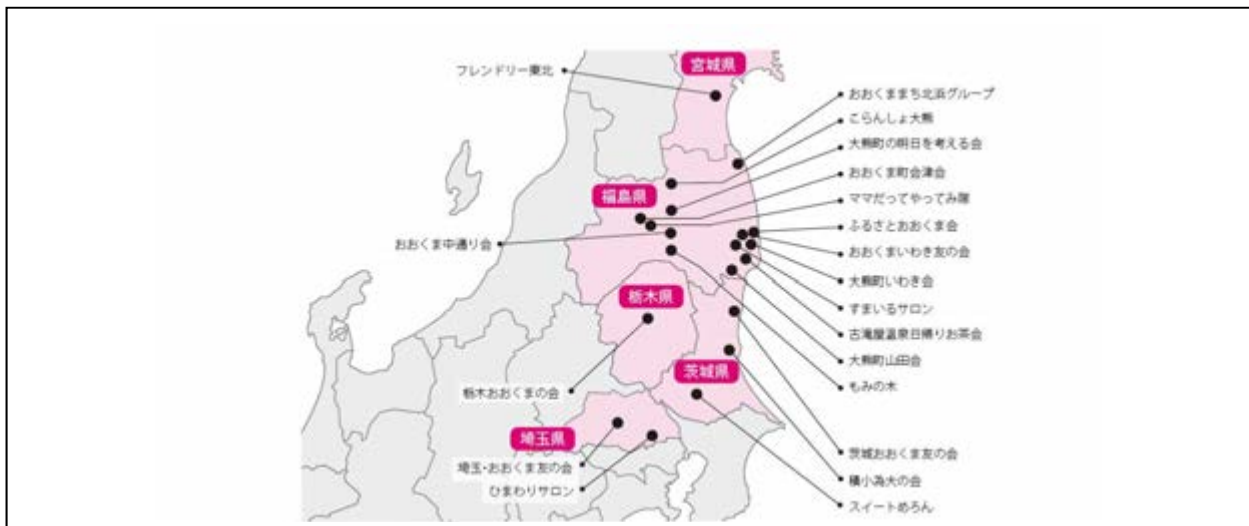 宮城県
フレンドリー東北
おおくままち北浜グループ
こらんしょ大熊
大熊町の明日を考える会
おおくま町会津会
福島県
ママだってやってみ隊
ふるさとおおくま会
おおくま中通り会
おおくまいわき友の会
大熊町いわき会
栃木県
すまいるサロン
古滝屋温泉日帰りお茶会
大熊町山田会
茨城県
もみの木
栃木おおくまの会
埼玉県
茨城おおくま友の会
埼玉・おおくま友の会
積小為大の会
ひまわりサロン
スイートめろん